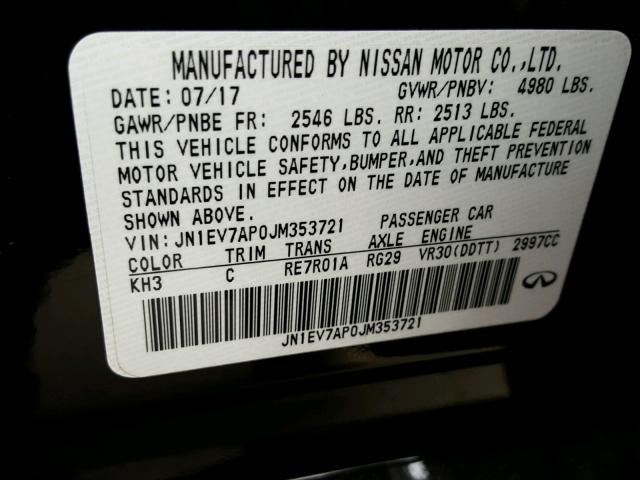 MANUFACTURED BY NISSAN MOTOR CO.,LTD.
DATE: 07/17 GVWR/PNBV: 4980 LBS.
GAWR/PNBE FR: 2546 LBS. RR: 2513 LBS.
THIS VEHICLE CONFORMS TO ALL APPLICABLE FEDERAL
MOTOR VEHICLE SAFETY,BUMPER,AND THEFT PREVENTION
STANDARDS IN EFFECT ON THE DATE OF MANUFACTURE
SHOWN ABOVE.
VIN: JN1EV7AP0JM353721 PASSENGER CAR
COLOR TRIM TRANS AXLE ENGINE
KH3 C RE7R01A RG29 VR30(DDTT) 2997CC
JN1EV7AP0JM353721